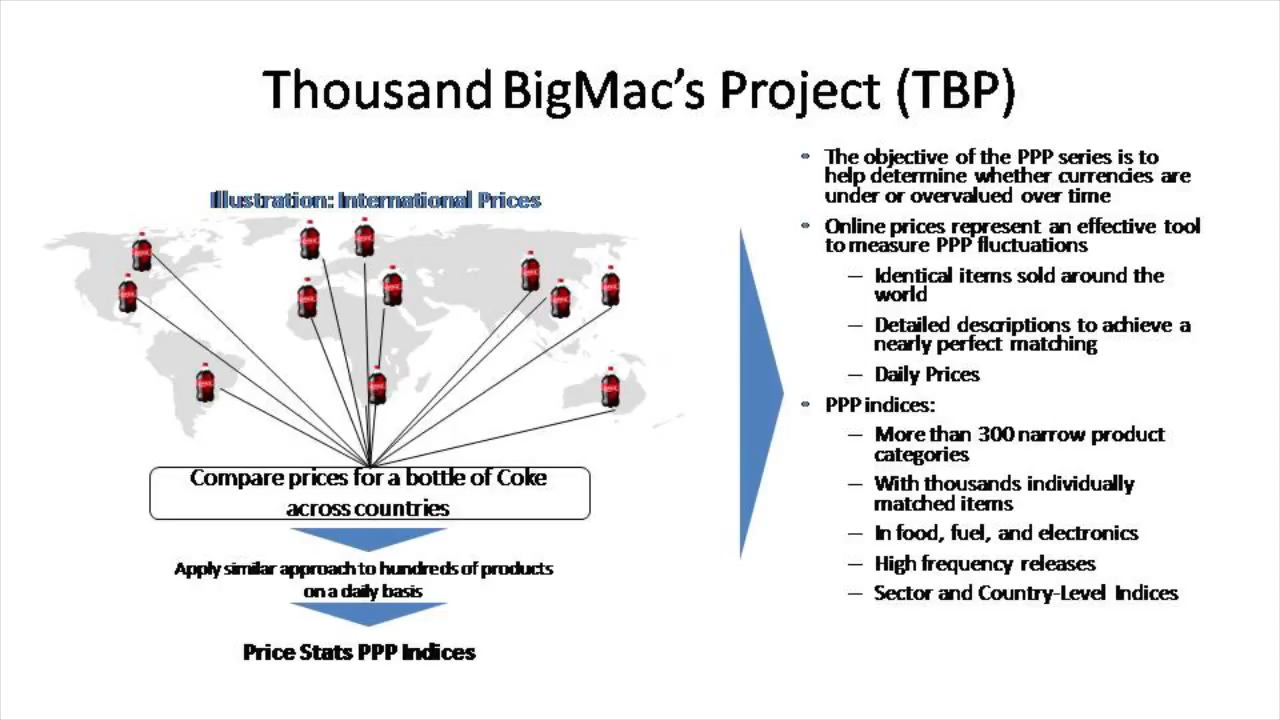 Thousand BigMac's Project (TBP)
Illustration: International Prices
Compare prices for a bottle of Coke
across countries
Apply similar approach to hundreds of products
on a daily basis
Price Stats PPP Indices
• The objective of the PPP series is to
help determine whether currencies are
under or overvalued over time
• Online prices represent an effective tool
to measure PPP fluctuations
— Identical items sold around the
world
— Detailed descriptions to achieve a
nearly perfect matching
— Daily Prices
• PPP indices:
— More than 300 narrow product
categories
— With thousands individually
matched items
— In food, fuel, and electronics
— High frequency releases
— Sector and Country-Level Indices